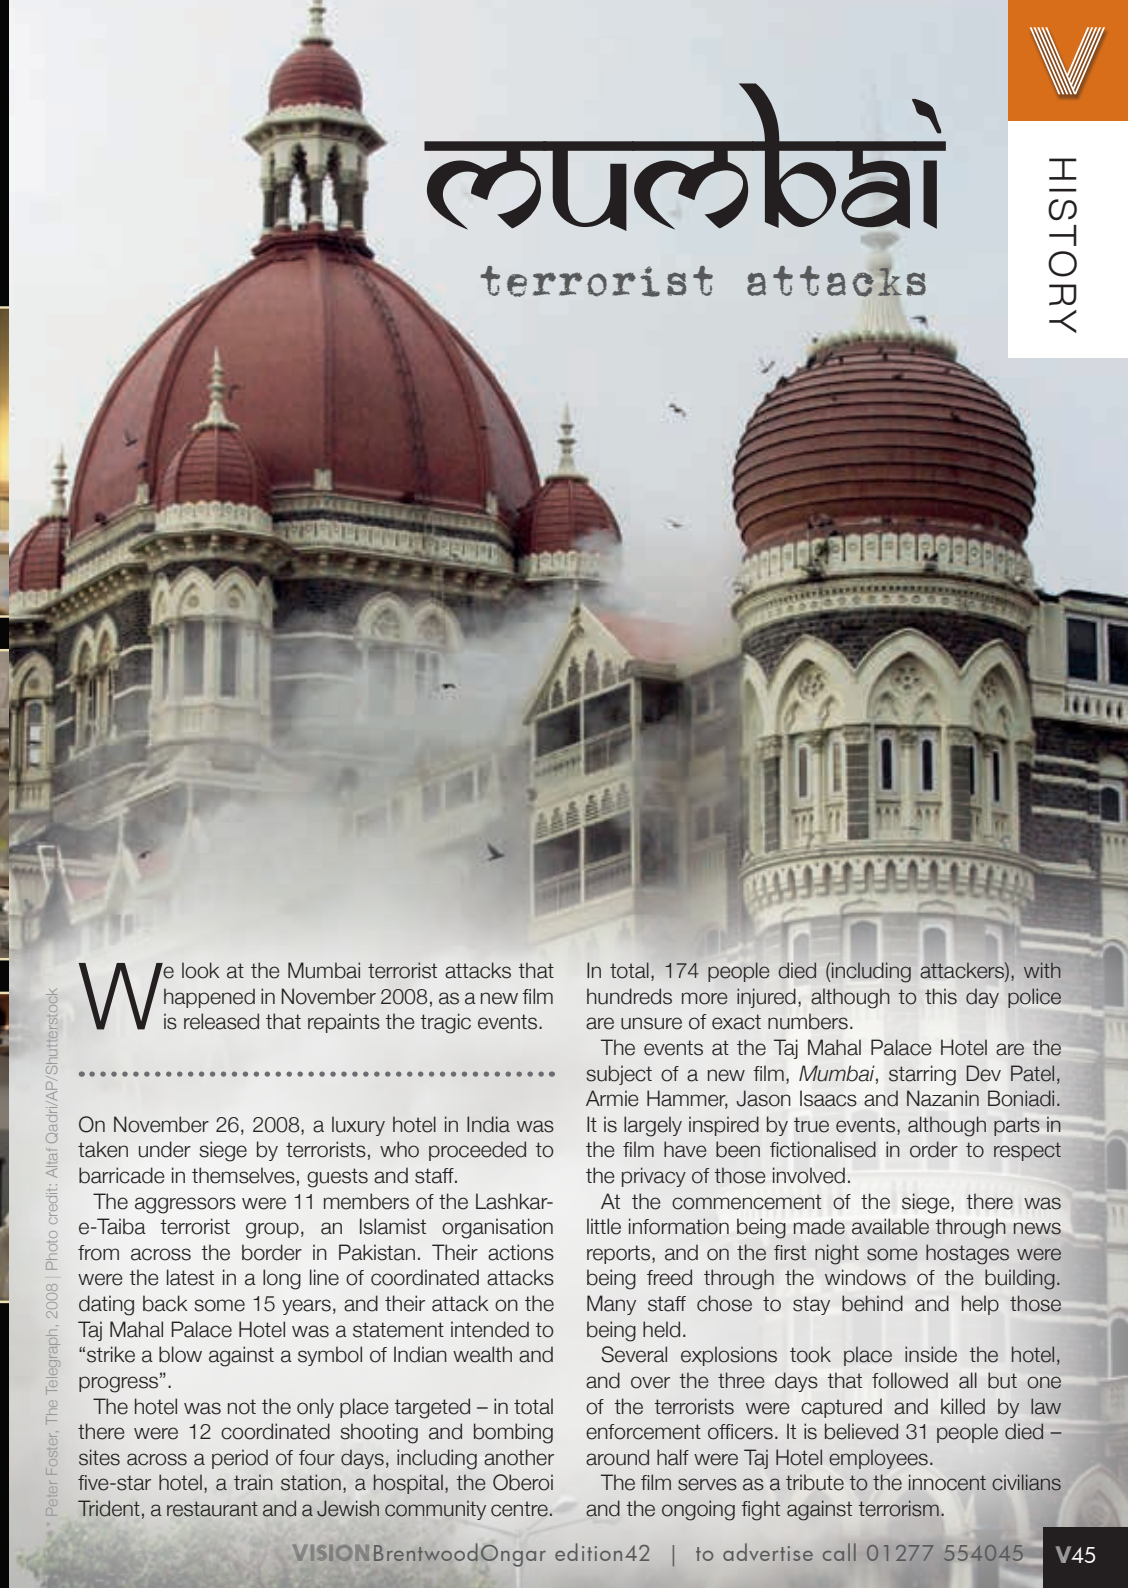 V
HISTORY
mumbai
terrorist attacks
We look at the Mumbai terrorist attacks that
happened in November 2008, as a new film
is released that repaints the tragic events.
On November 26, 2008, a luxury hotel in India was
taken under siege by terrorists, who proceeded to
barricade in themselves, guests and staff.
The aggressors were 11 members of the Lashkar-
e-Taiba terrorist group, an Islamist organisation
from across the border in Pakistan. Their actions
were the latest in a long line of coordinated attacks
dating back some 15 years, and their attack on the
Taj Mahal Palace Hotel was a statement intended to
“strike a blow against a symbol of Indian wealth and
progress”.
The hotel was not the only place targeted – in total
there were 12 coordinated shooting and bombing
sites across a period of four days, including another
five-star hotel, a train station, a hospital, the Oberoi
Trident, a restaurant and a Jewish community centre.
In total, 174 people died (including attackers), with
hundreds more injured, although to this day police
are unsure of exact numbers.
The events at the Taj Mahal Palace Hotel are the
subject of a new film, Mumbai, starring Dev Patel,
Armie Hammer, Jason Isaacs and Nazanin Boniadi.
It is largely inspired by true events, although parts in
the film have been fictionalised in order to respect
the privacy of those involved.
At the commencement of the siege, there was
little information being made available through news
reports, and on the first night some hostages were
being freed through the windows of the building.
Many staff chose to stay behind and help those
being held.
Several explosions took place inside the hotel,
and over the three days that followed all but one
of the terrorists were captured and killed by law
enforcement officers. It is believed 31 people died –
around half were Taj Hotel employees.
The film serves as a tribute to the innocent civilians
and the ongoing fight against terrorism.
* Peter Foster, The Telegraph, 2008 | Photo credit: Altaf Qadri/AP/Shutterstock
VISIONBrentwoodOngar edition42 | to advertise call 01277 554045
V45